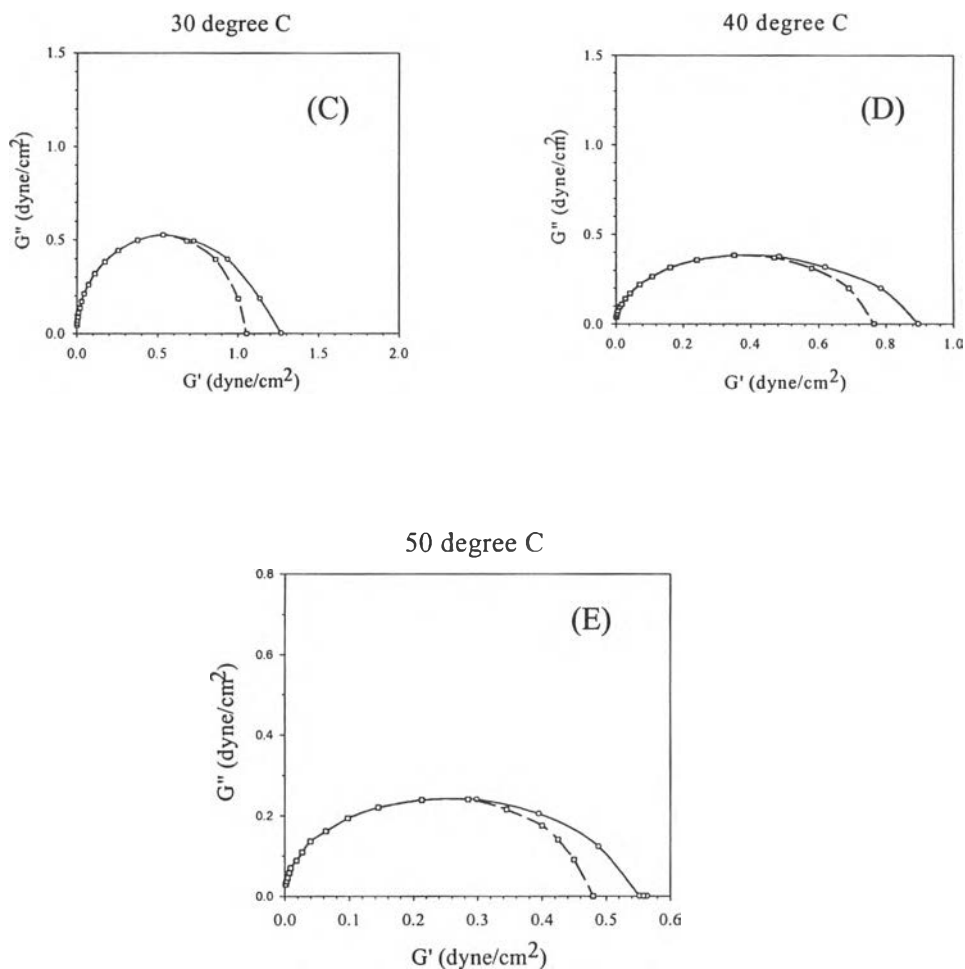 30 degree C
1.5
(C)
1.0
G" (dyne/cm2)
0.5
0.0
0.0 0.5 1.0 1.5 2.0
G' (dyne/cm2)
40 degree C
1.5
(D)
1.0
G" (dyne/cm2)
0.5
0.0
0.0 0.2 0.4 0.6 0.8 1.0
G' (dyne/cm2)
50 degree C
0.8
(E)
0.6
G" (dyne/cm2)
0.4
0.2
0.0
0.0 0.1 0.2 0.3 0.4 0.5 0.6
G' (dyne/cm2)